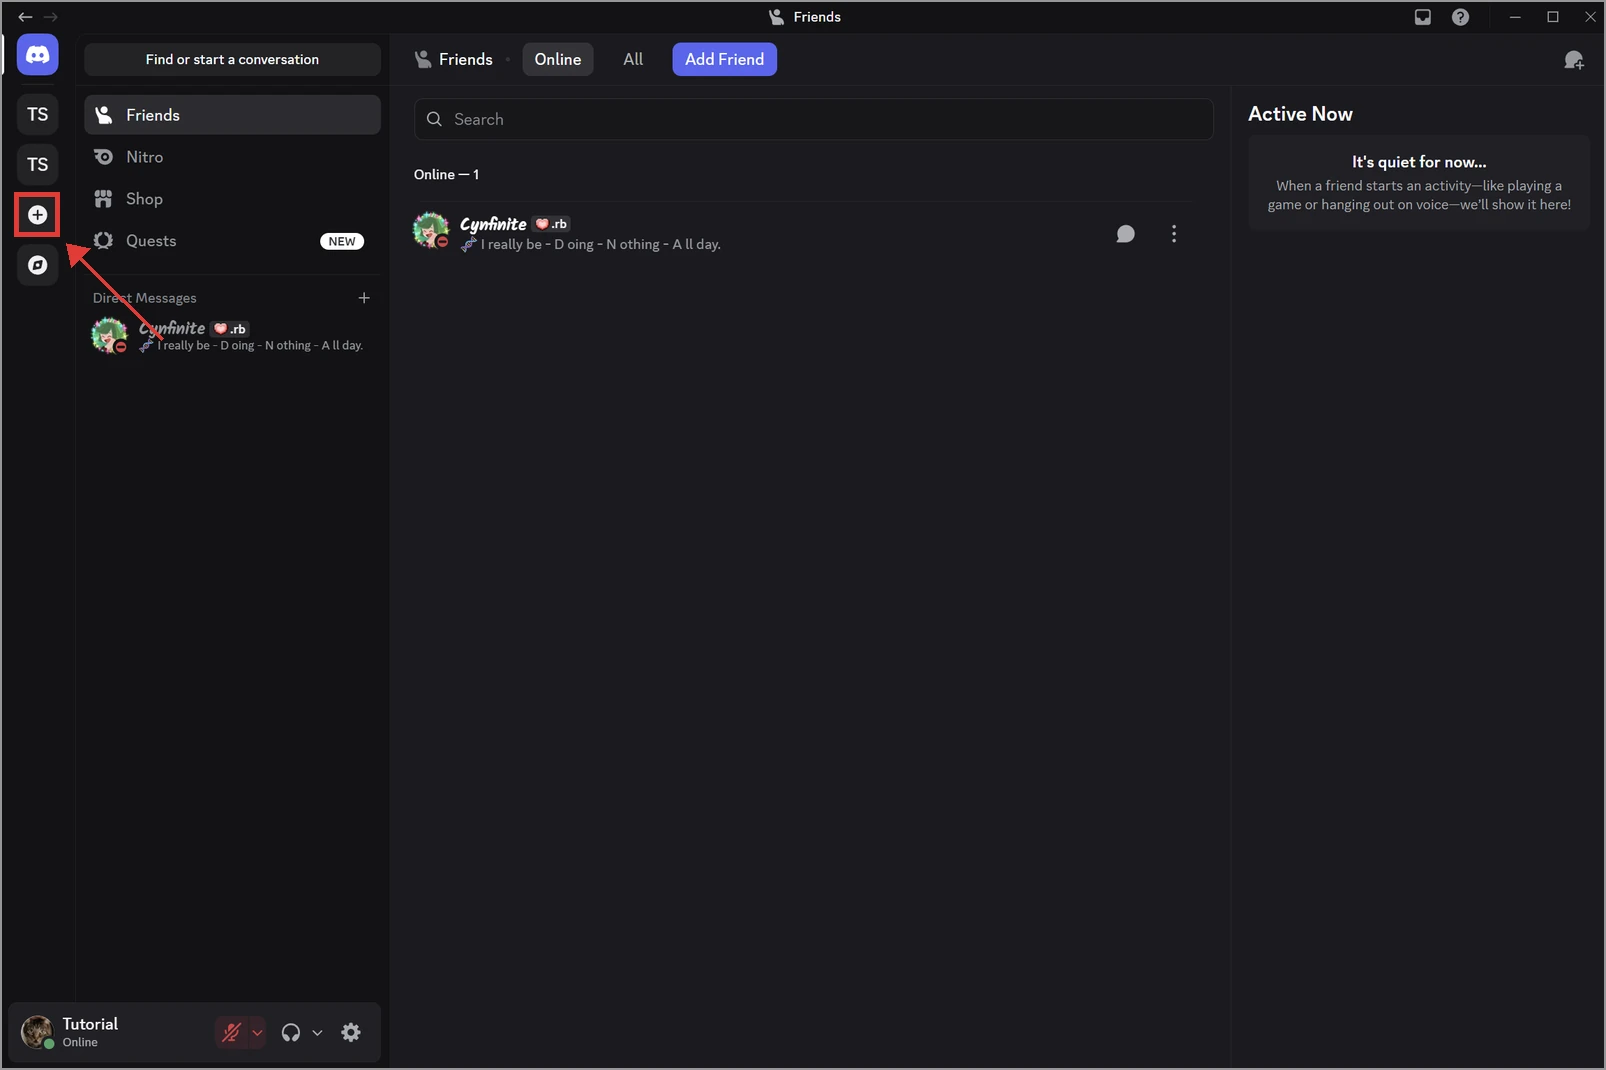 Friends
Find or start a conversation
Friends
Online
All
Add Friend
TS
TS
Friends
Nitro
Shop
Quests
NEW
Direct Messages
Cynfinite .rb
I really be - D oing - N othing - A ll day.
Search
Online — 1
Cynfinite .rb
I really be - D oing - N othing - A ll day.
Active Now
It's quiet for now...
When a friend starts an activity—like playing a
game or hanging out on voice—we'll show it here!
Tutorial
Online